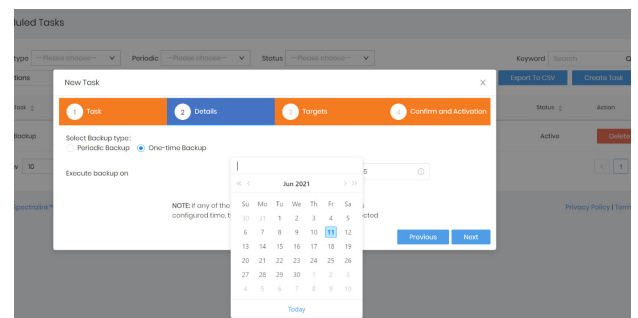 uled Tasks
type --Please choose-- Periodic --Please choose-- Status --Please choose-- Keyword Search
tions Export To CSV Create Task
New Task
1 Task 2 Details 3 Targets 4 Confirm and Activation
Task Status Action
Select Backup type:
Backup Active Delete
Periodic Backup One-time Backup
10 1
Execute backup on
Jun 2021
Su Mo Tu We Th Fr Sa
30 31 1 2 3 4 5
6 7 8 9 10 11 12
13 14 15 16 17 18 19
20 21 22 23 24 25 26
27 28 29 30 1 2 3
4 5 6 7 8 9 10
Today
NOTE: if any of the
configured time, t cted
Previous Next
Spectralink Privacy Policy | Term